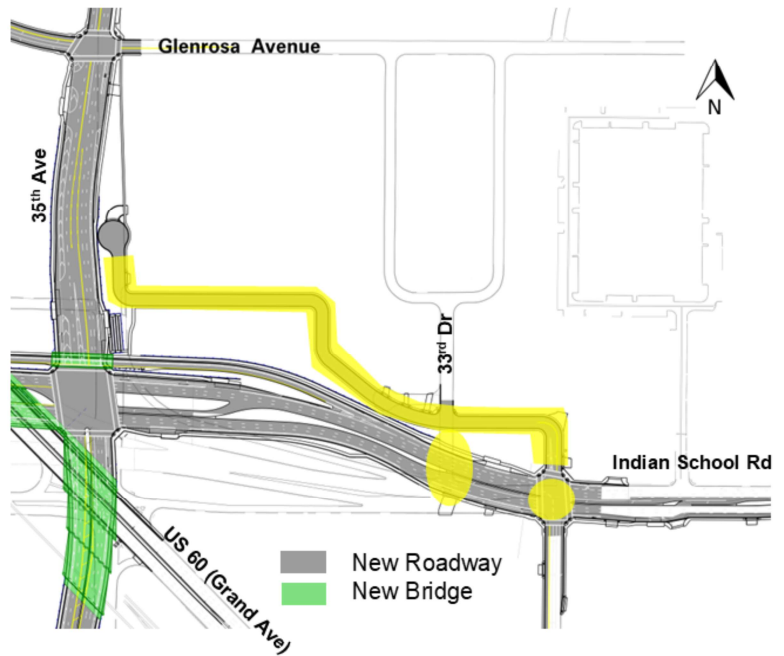 Glenrosa Avenue
N
35th Ave
33rd Dr
Indian School Rd
US 60 (Grand Ave)
New Roadway
New Bridge